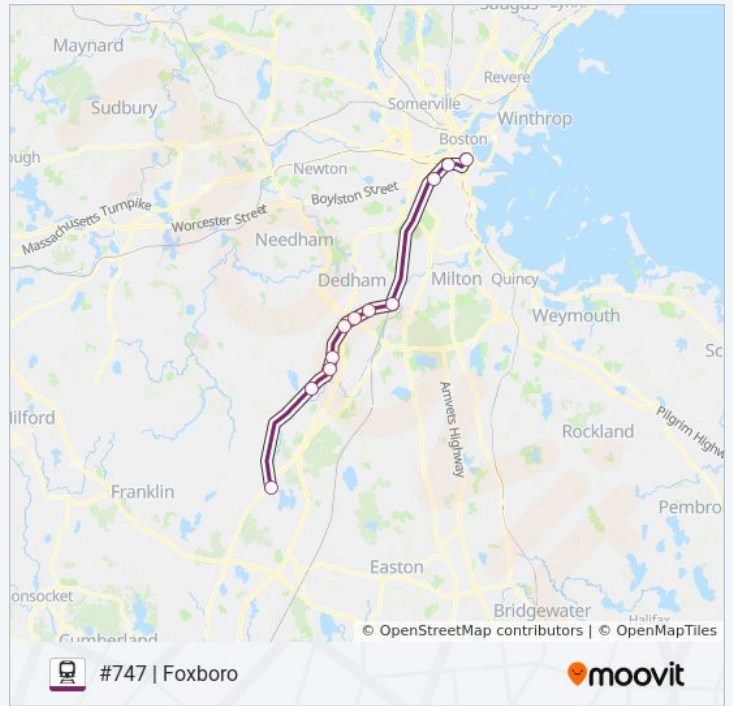 Saugus
Maynard
Revere
Sudbury
Somerville
Winthrop
Boston
ough
Newton
Boylston Street
Massachusetts Turnpike
Worcester Street
Needham
Dedham
Milton
Quincy
Weymouth
Sc
Amvets Highway
Milford
Pilgrim Highw
Rockland
Franklin
Pembro
Easton
onsocket
Bridgewater
Halifax
Cumberland
© OpenStreetMap contributors | © OpenMapTiles
#747 | Foxboro
moovit